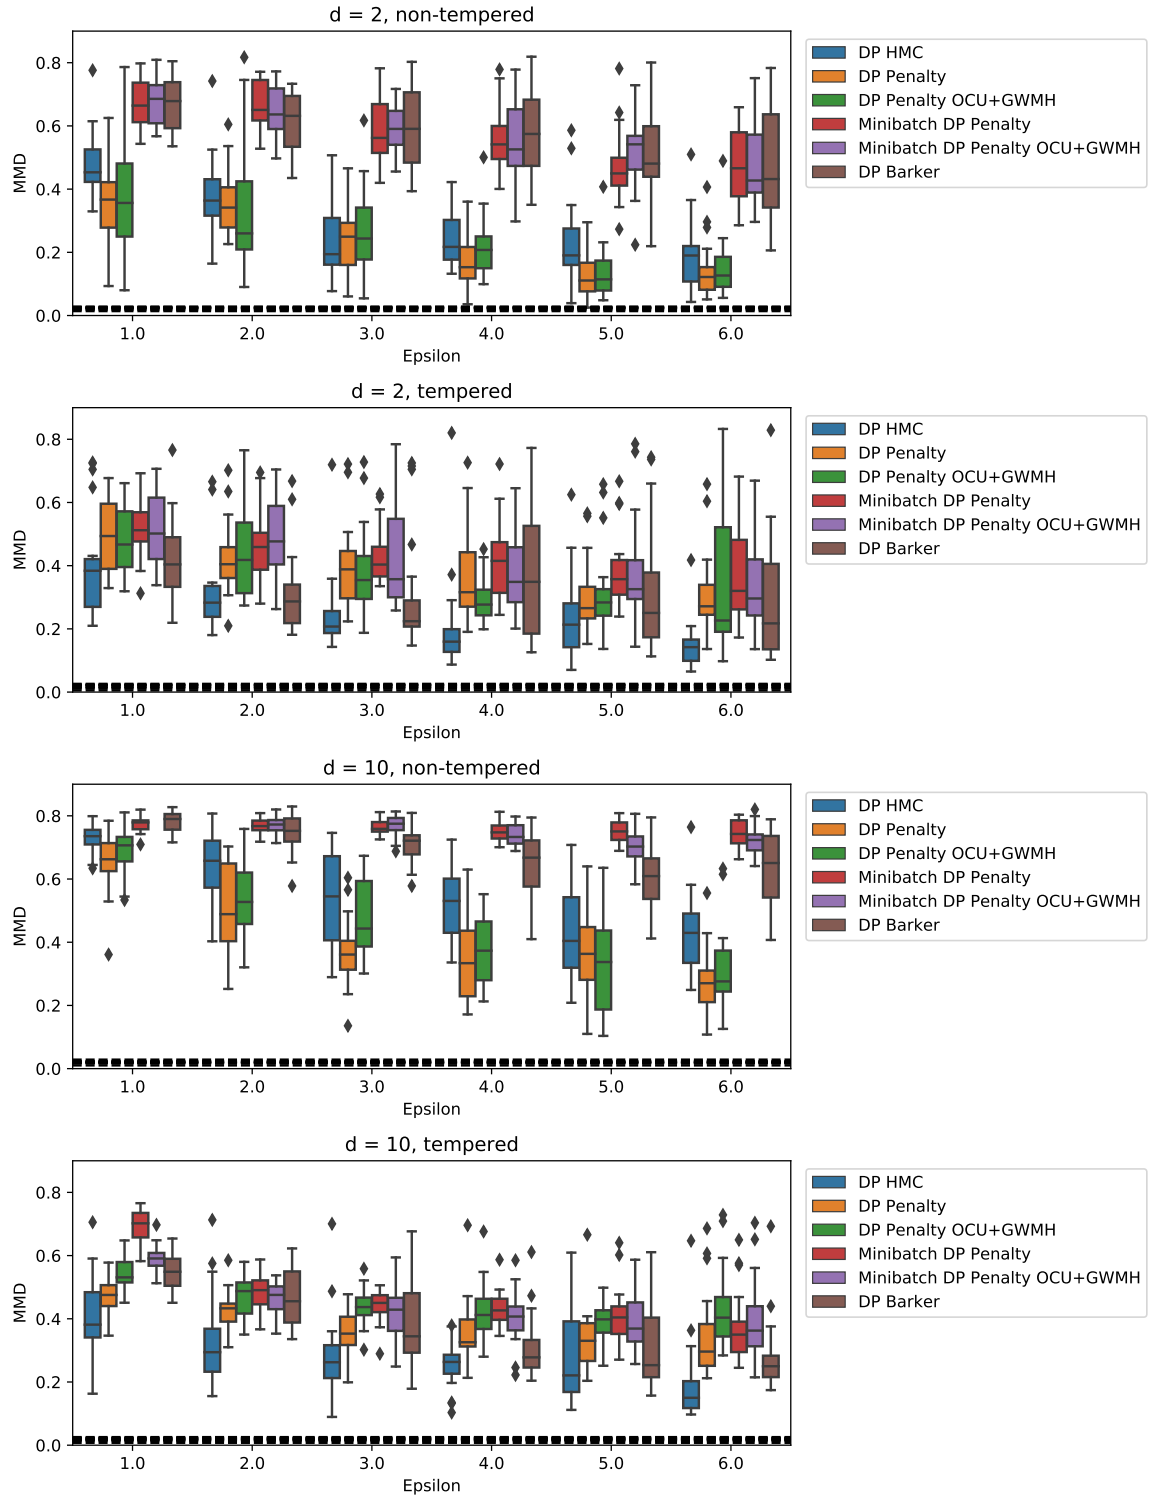 d = 2, non-tempered
MMD
0.8
0.6
0.4
0.2
0.0
1.0 2.0 3.0 4.0 5.0 6.0
Epsilon
DP HMC
DP Penalty
DP Penalty OCU+GWMH
Minibatch DP Penalty
Minibatch DP Penalty OCU+GWMH
DP Barker
d = 2, tempered
MMD
0.8
0.6
0.4
0.2
0.0
1.0 2.0 3.0 4.0 5.0 6.0
Epsilon
DP HMC
DP Penalty
DP Penalty OCU+GWMH
Minibatch DP Penalty
Minibatch DP Penalty OCU+GWMH
DP Barker
d = 10, non-tempered
MMD
0.8
0.6
0.4
0.2
0.0
1.0 2.0 3.0 4.0 5.0 6.0
Epsilon
DP HMC
DP Penalty
DP Penalty OCU+GWMH
Minibatch DP Penalty
Minibatch DP Penalty OCU+GWMH
DP Barker
d = 10, tempered
MMD
0.8
0.6
0.4
0.2
0.0
1.0 2.0 3.0 4.0 5.0 6.0
Epsilon
DP HMC
DP Penalty
DP Penalty OCU+GWMH
Minibatch DP Penalty
Minibatch DP Penalty OCU+GWMH
DP Barker